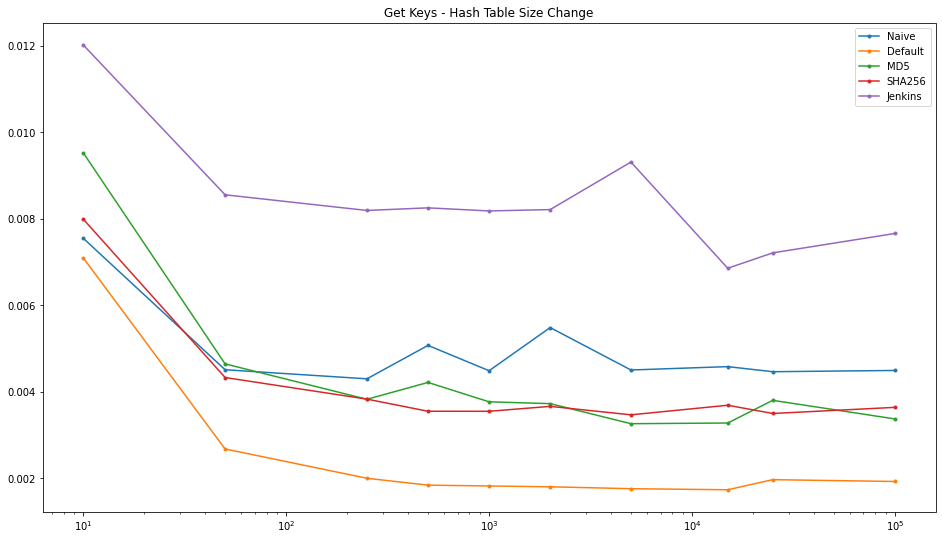 Get Keys - Hash Table Size Change
0.012
0.010
0.008
0.006
0.004
0.002
10¹
10²
10³
10⁴
10⁵
Naive
Default
MD5
SHA256
Jenkins